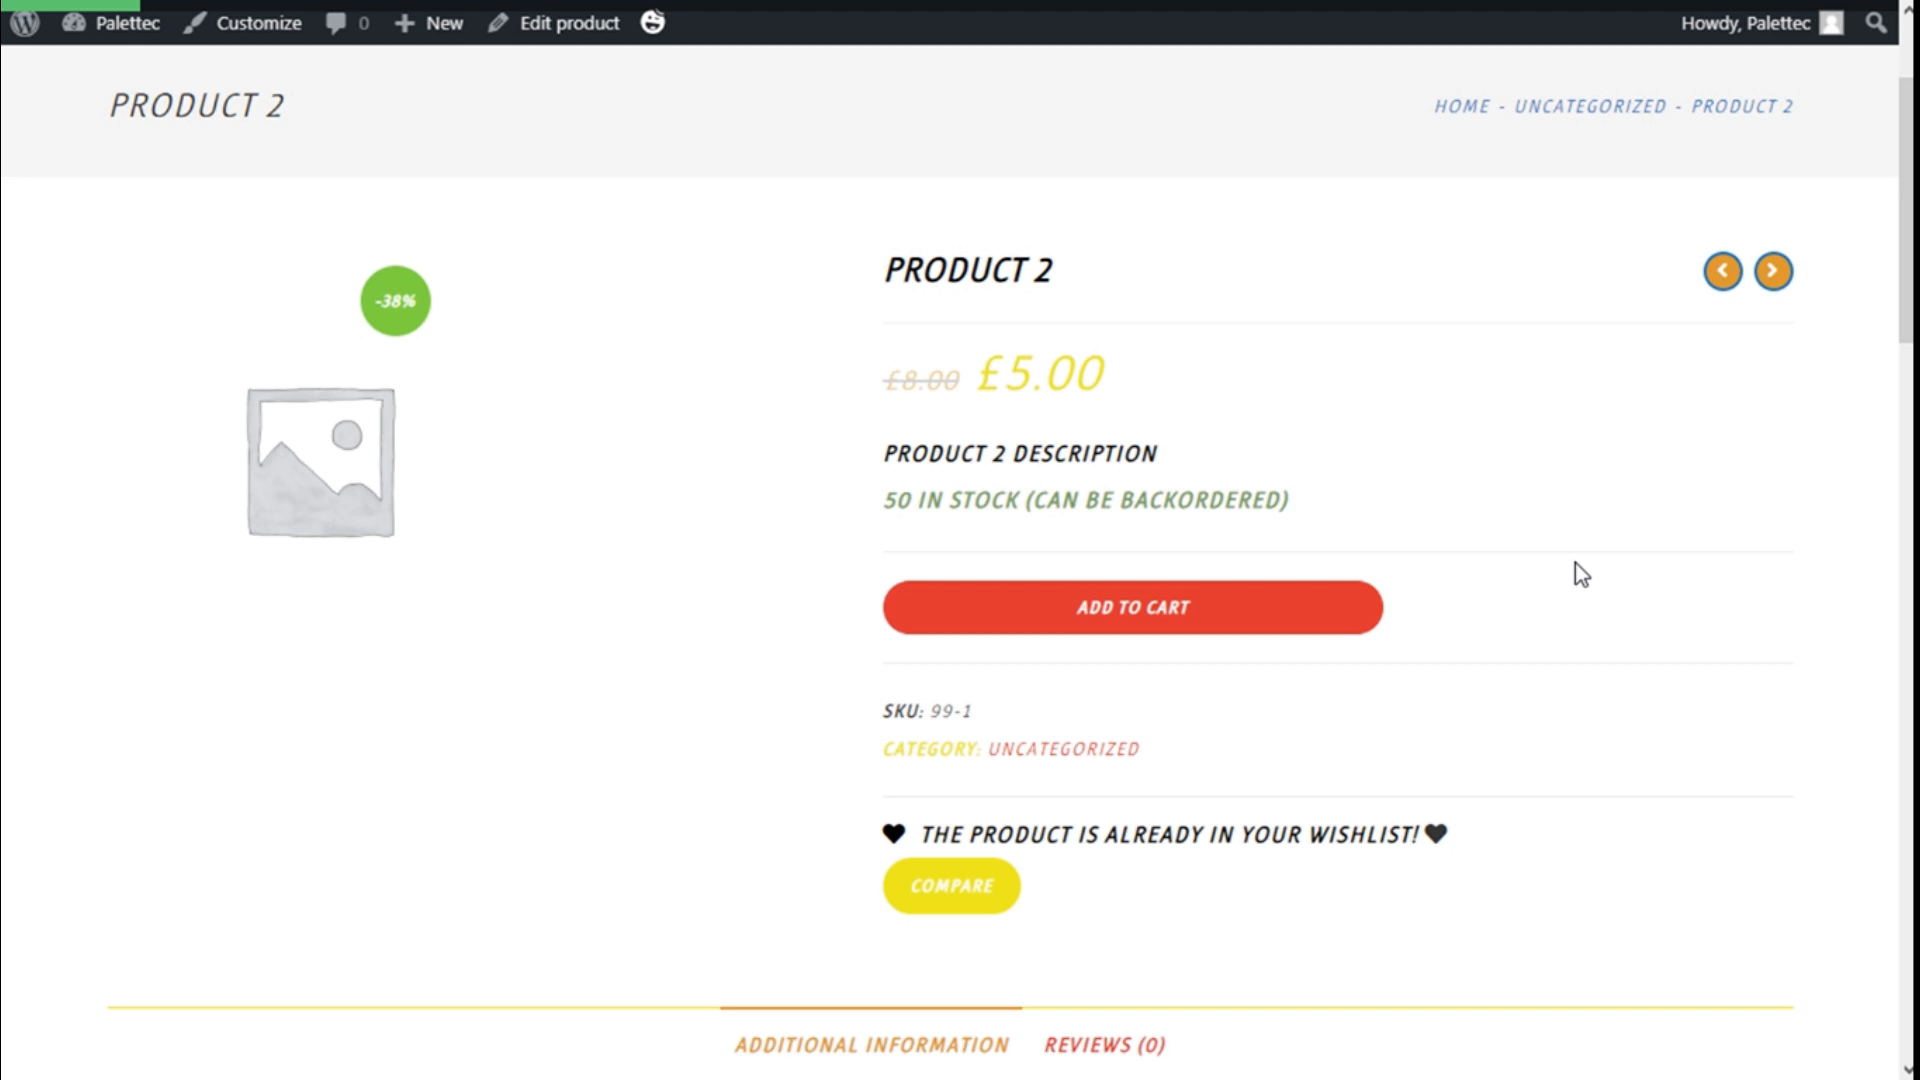 Palettec Customize 0 New Edit product Howdy, Palettec
PRODUCT 2 HOME - UNCATEGORIZED - PRODUCT 2
-38%
PRODUCT 2
£8.00 £5.00
PRODUCT 2 DESCRIPTION
50 IN STOCK (CAN BE BACKORDERED)
ADD TO CART
SKU: 99-1
CATEGORY: UNCATEGORIZED
THE PRODUCT IS ALREADY IN YOUR WISHLIST!
COMPARE
ADDITIONAL INFORMATION REVIEWS (0)